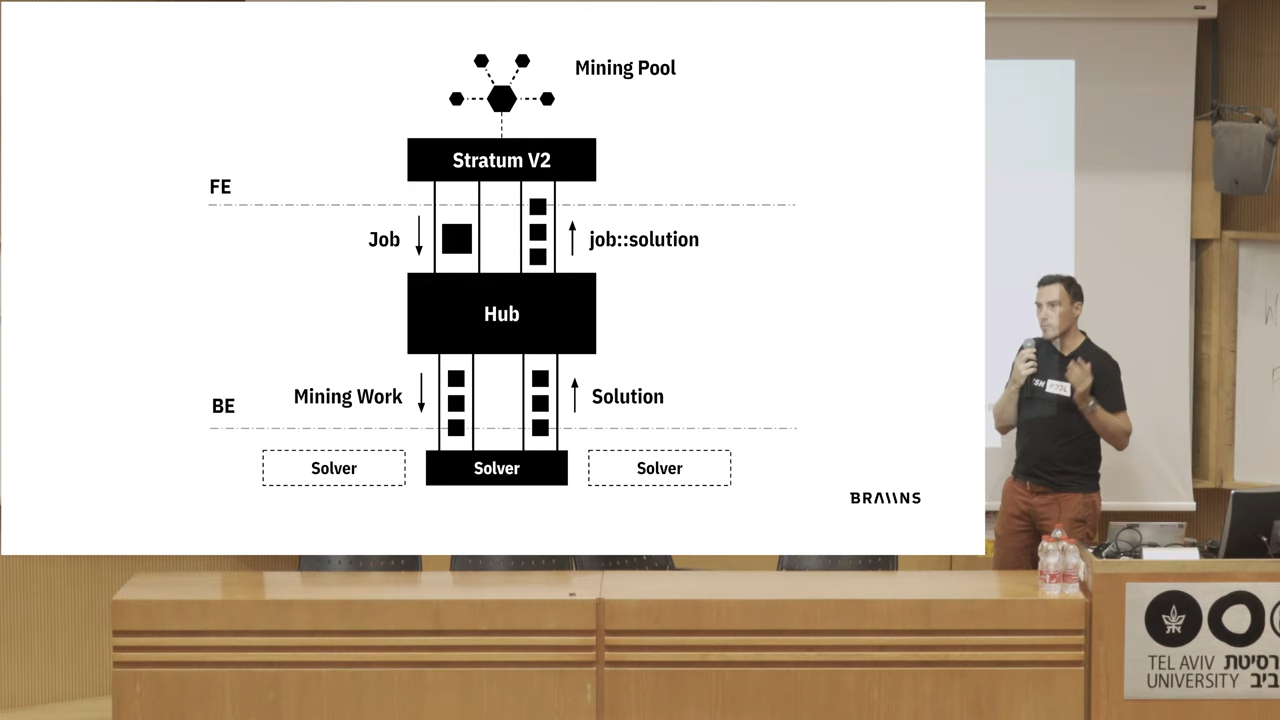 Mining Pool
Stratum V2
FE
Job
job::solution
Hub
Mining Work
Solution
BE
Solver
Solver
Solver
BRAIINS
TEL AVIV
UNIVERSITY